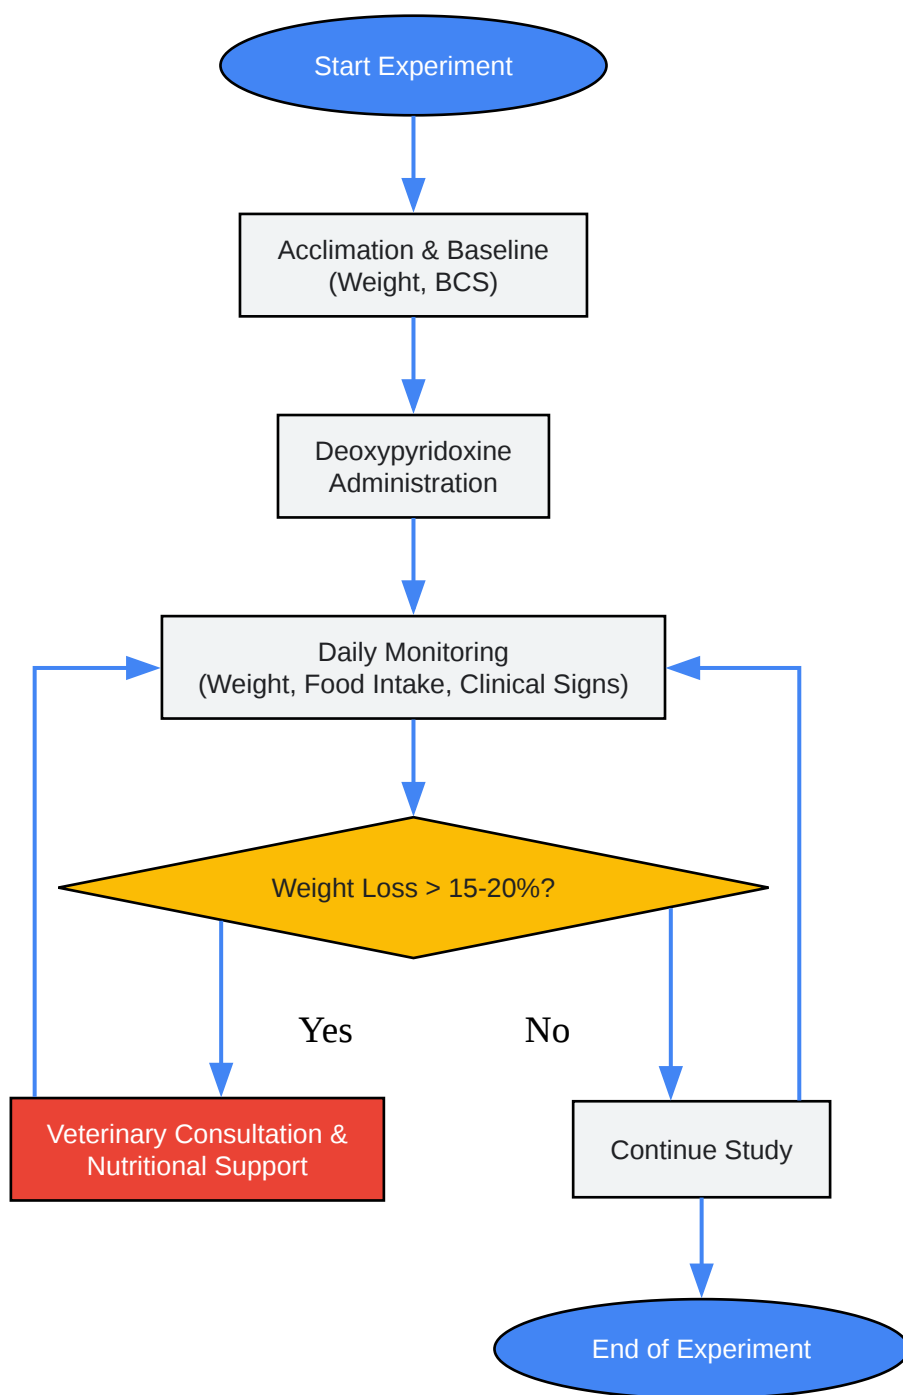 Start Experiment
Acclimation & Baseline
(Weight, BCS)
Deoxypyridoxine
Administration
Daily Monitoring
(Weight, Food Intake, Clinical Signs)
Weight Loss > 15-20%?
Yes
No
Veterinary Consultation &
Nutritional Support
Continue Study
End of Experiment